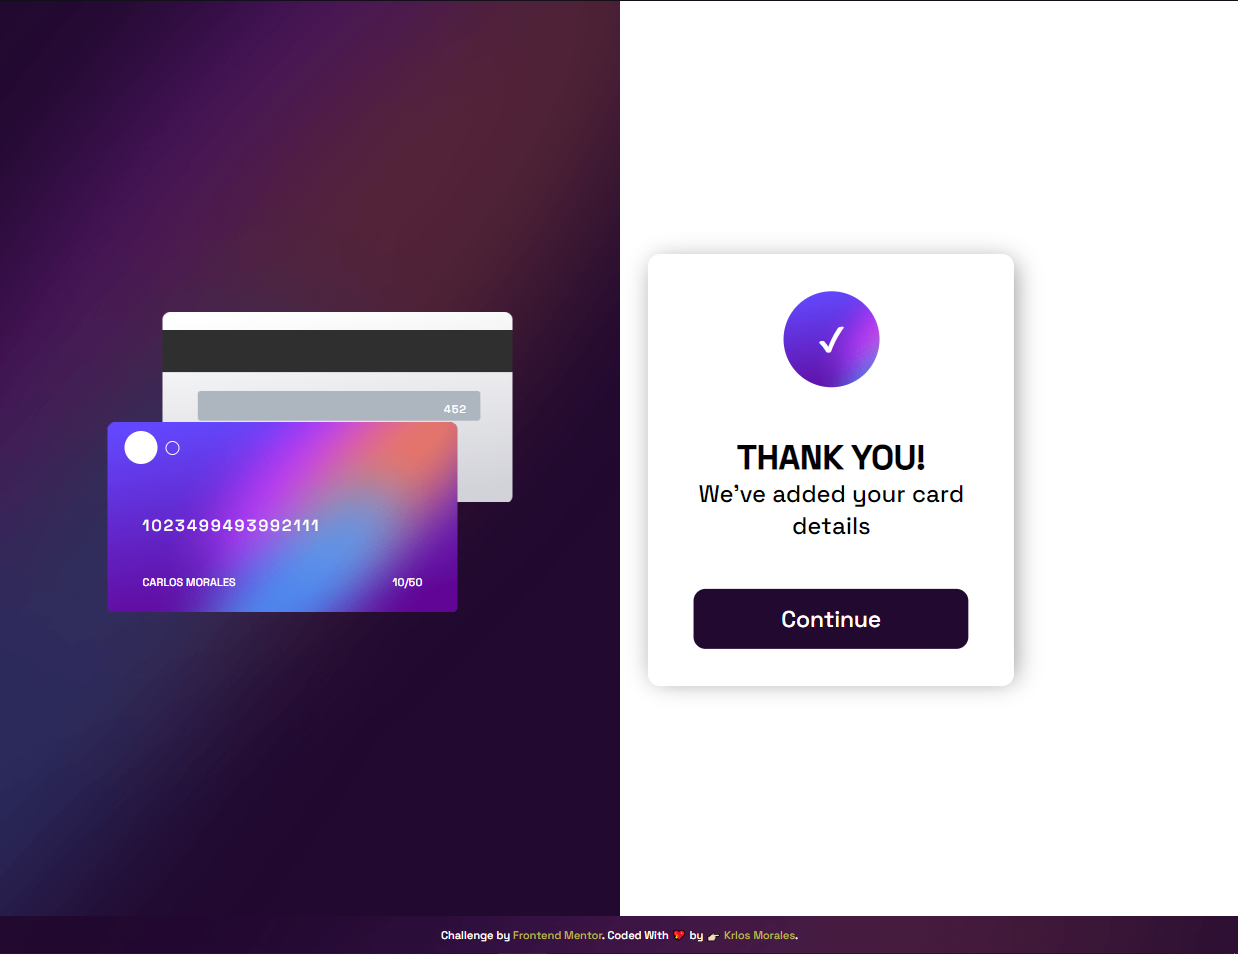 452
1023499493992111
CARLOS MORALES 10/50
THANK YOU!
We've added your card
details
Continue
Challenge by Frontend Mentor. Coded With 💖 by 👉 Krlos Morales.